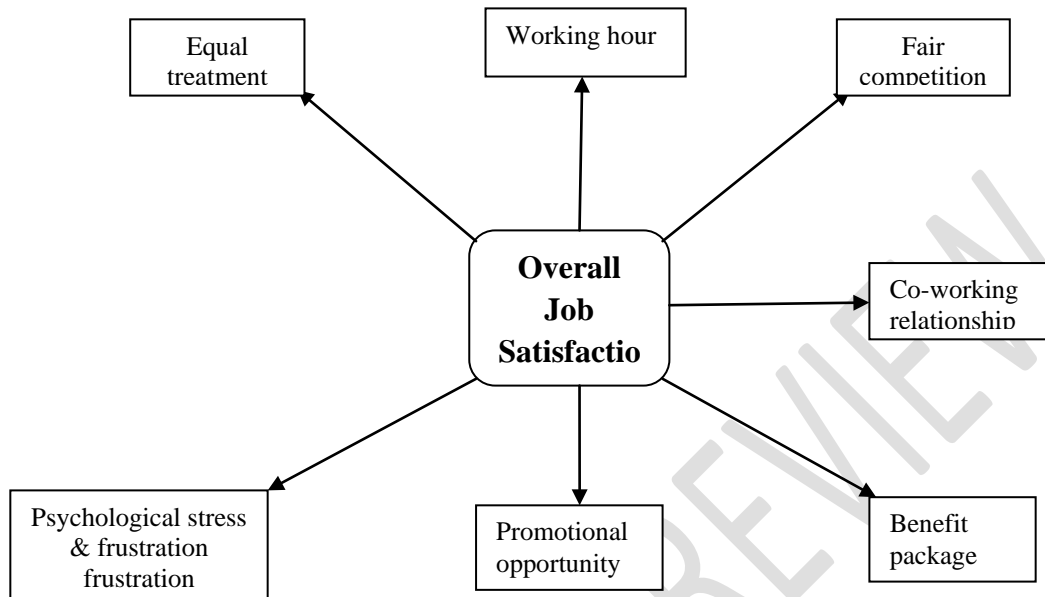 Equal
treatment
Working hour
Fair
competition
Overall
Job
Satisfactio
Co-working
relationship
Psychological stress
& frustration
frustration
Promotional
opportunity
Benefit
package
REVIEW